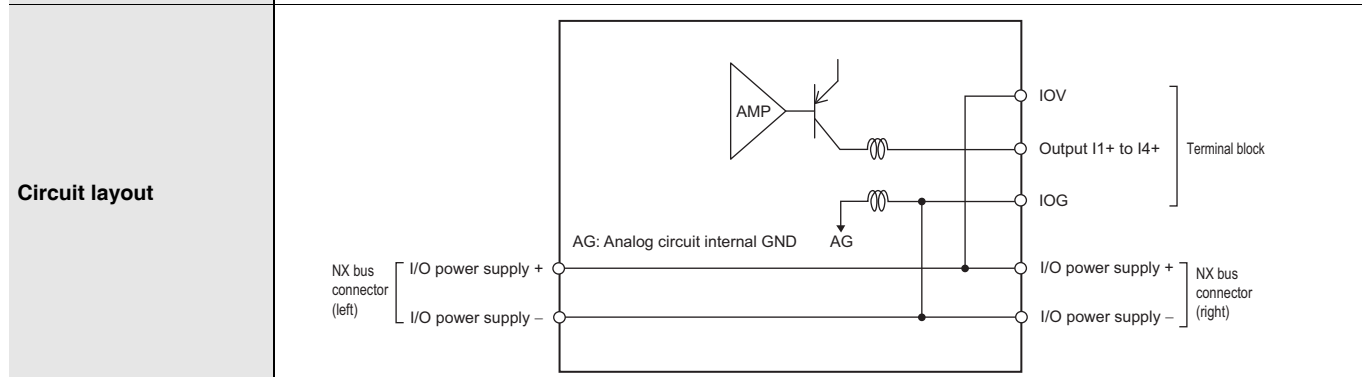 Circuit layout
AMP
IOV
Output I1+ to I4+
Terminal block
IOG
AG: Analog circuit internal GND
AG
NX bus
connector
(left)
I/O power supply +
I/O power supply –
I/O power supply +
I/O power supply –
NX bus
connector
(right)